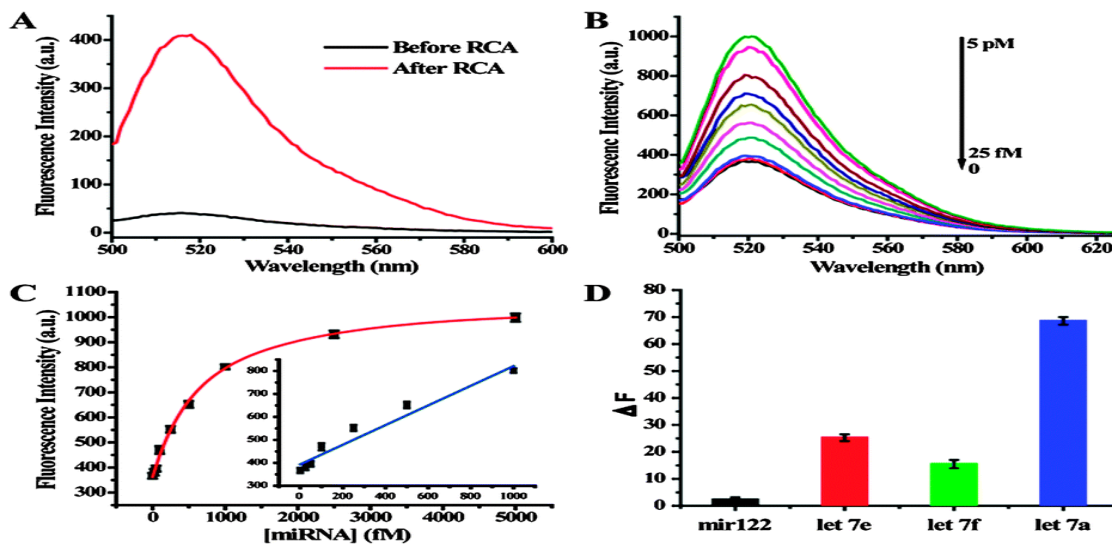 A
Fluorescence Intensity (a.u.)
400
300
200
100
0
Before RCA
After RCA
500 520 540 560 580 600
Wavelength (nm)
B
Fluorescenc Intensity (a.u.)
1000
800
600
400
200
0
5 pM
25 fM
0
500 520 540 560 580 600 620
Wavelength (nm)
C
Fluorescence Intensity (a.u.)
1100
1000
900
800
700
600
500
400
300
800
700
600
500
400
300
0 200 400 600 800 1000
0 1000 2000 3000 4000 5000
[miRNA] (fM)
D
ΔF
80
70
60
50
40
30
20
10
0
mir122 let 7e let 7f let 7a